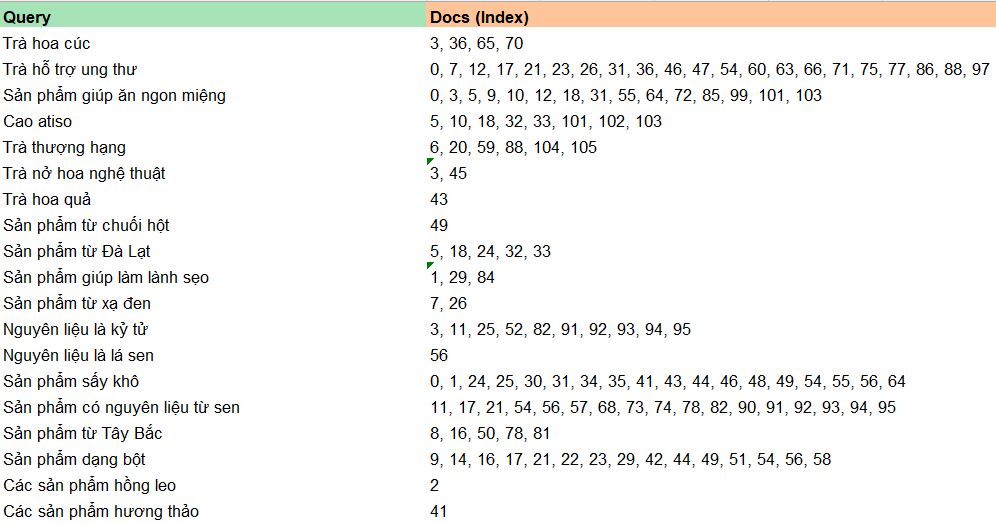 Query Docs (Index)
Trà hoa cúc 3, 36, 65, 70
Trà hỗ trợ ung thư 0, 7, 12, 17, 21, 23, 26, 31, 36, 46, 47, 54, 60, 63, 66, 71, 75, 77, 86, 88, 97
Sản phẩm giúp ăn ngon miệng 0, 3, 5, 9, 10, 12, 18, 31, 55, 64, 72, 85, 99, 101, 103
Cao atiso 5, 10, 18, 32, 33, 101, 102, 103
Trà thượng hạng 6, 20, 59, 88, 104, 105
Trà nở hoa nghệ thuật 3, 45
Trà hoa quả 43
Sản phẩm từ chuối hột 49
Sản phẩm từ Đà Lạt 5, 18, 24, 32, 33
Sản phẩm giúp làm lành sẹo 1, 29, 84
Sản phẩm từ xạ đen 7, 26
Nguyên liệu là kỷ tử 3, 11, 25, 52, 82, 91, 92, 93, 94, 95
Nguyên liệu là lá sen 56
Sản phẩm sấy khô 0, 1, 24, 25, 30, 31, 34, 35, 41, 43, 44, 46, 48, 49, 54, 55, 56, 64
Sản phẩm có nguyên liệu từ sen 11, 17, 21, 54, 56, 57, 68, 73, 74, 78, 82, 90, 91, 92, 93, 94, 95
Sản phẩm từ Tây Bắc 8, 16, 50, 78, 81
Sản phẩm dạng bột 9, 14, 16, 17, 21, 22, 23, 29, 42, 44, 49, 51, 54, 56, 58
Các sản phẩm hồng leo 2
Các sản phẩm hương thảo 41